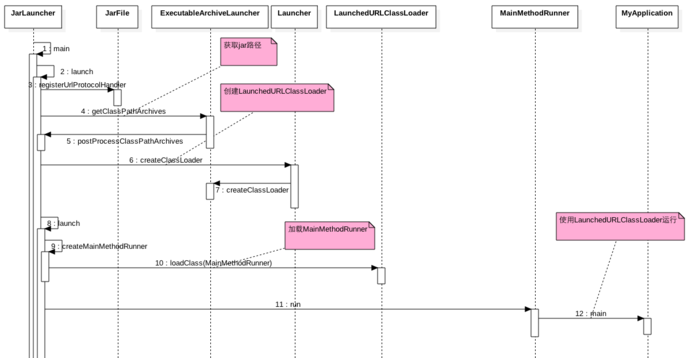 JarLauncher
JarFile
ExecutableArchiveLauncher
Launcher
LaunchedURLClassLoader
MainMethodRunner
MyApplication
1 : main
获取jar路径
2 : launch
3 : registerUrlProtocolHandler
创建LaunchedURLClassLoader
4 : getClassPathArchives
5 : postProcessClassPathArchives
6 : createClassLoader
7 : createClassLoader
使用LaunchedURLClassLoader运行
8 : launch
加载MainMethodRunner
9 : createMainMethodRunner
10 : loadClass(MainMethodRunner)
11 : run
12 : main